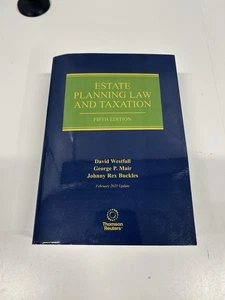 ESTATE
PLANNING LAW
AND TAXATION
FIFTH EDITION
David Westfall
George P. Mair
Johnny Rex Buckles
February 2023 Update
Thomson
Reuters